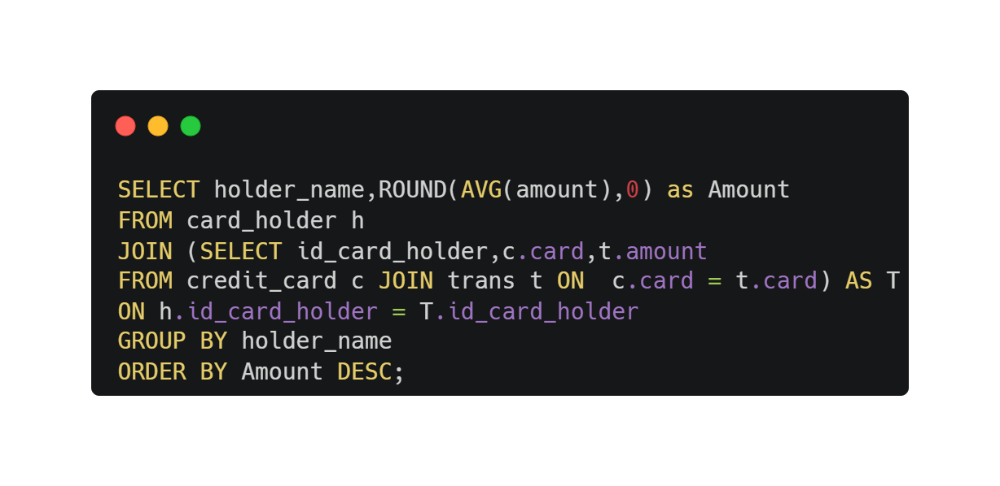 SELECT holder_name,ROUND(AVG(amount),0) as Amount
FROM card_holder h
JOIN (SELECT id_card_holder,c.card,t.amount
FROM credit_card c JOIN trans t ON  c.card = t.card) AS T
ON h.id_card_holder = T.id_card_holder
GROUP BY holder_name
ORDER BY Amount DESC;